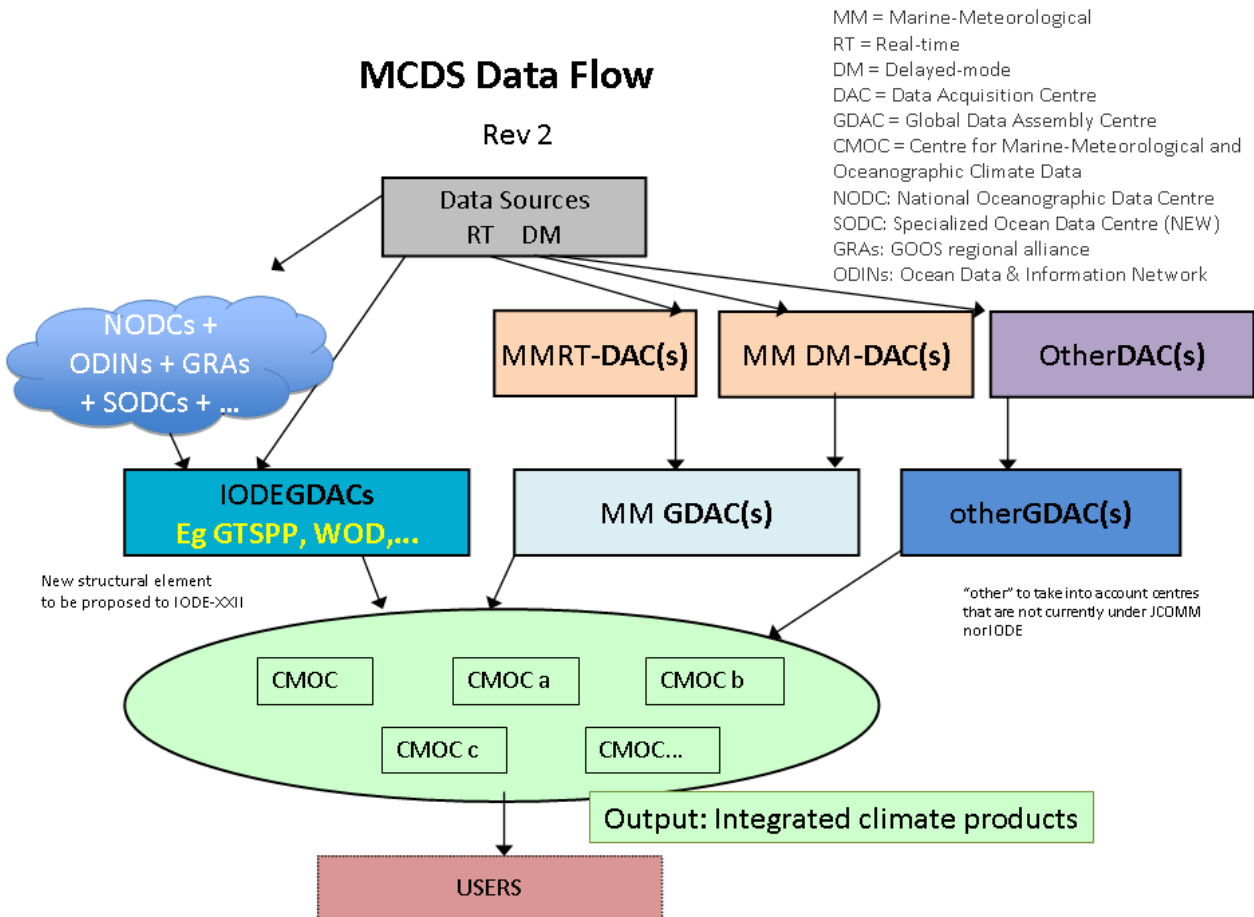 MM = Marine-Meteorological
RT = Real-time
DM = Delayed-mode
DAC = Data Acquisition Centre
GDAC = Global Data Assembly Centre
CMOC = Centre for Marine-Meteorological and
Oceanographic Climate Data
NODC: National Oceanographic Data Centre
SODC: Specialized Ocean Data Centre (NEW)
GRAs: GOOS regional alliance
ODINs: Ocean Data & Information Network
MCDS Data Flow
Rev 2
Data Sources
RT DM
NODCs +
ODINs + GRAs
+ SODCs + ...
MMRT-DAC(s)
MM DM-DAC(s)
OtherDAC(s)
IODEGDACs
Eg GTSPP, WOD,...
MM GDAC(s)
otherGDAC(s)
New structural element
to be proposed to IODE-XXII
"other" to take into account centres
that are not currently under JCOMM
nor IODE
CMOC
CMOC a
CMOC b
CMOC c
CMOC...
Output: Integrated climate products
USERS